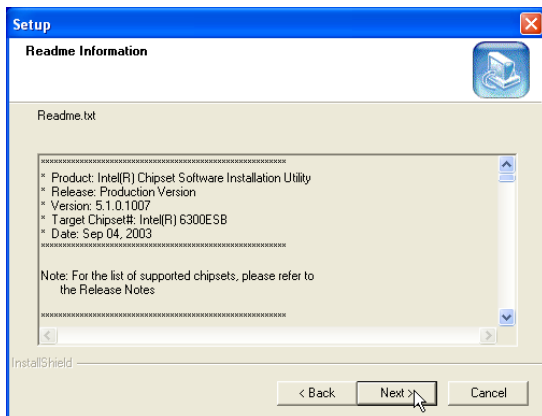 Setup
Readme Information
Readme.txt
*********************************************************
* Product: Intel(R) Chipset Software Installation Utility
* Release: Production Version
* Version: 5.1.0.1007
* Target Chipset#: Intel(R) 6300ESB
* Date: Sep 04, 2003
*********************************************************
Note: For the list of supported chipsets, please refer to
the Release Notes
*********************************************************
InstallShield
< Back
Next >
Cancel